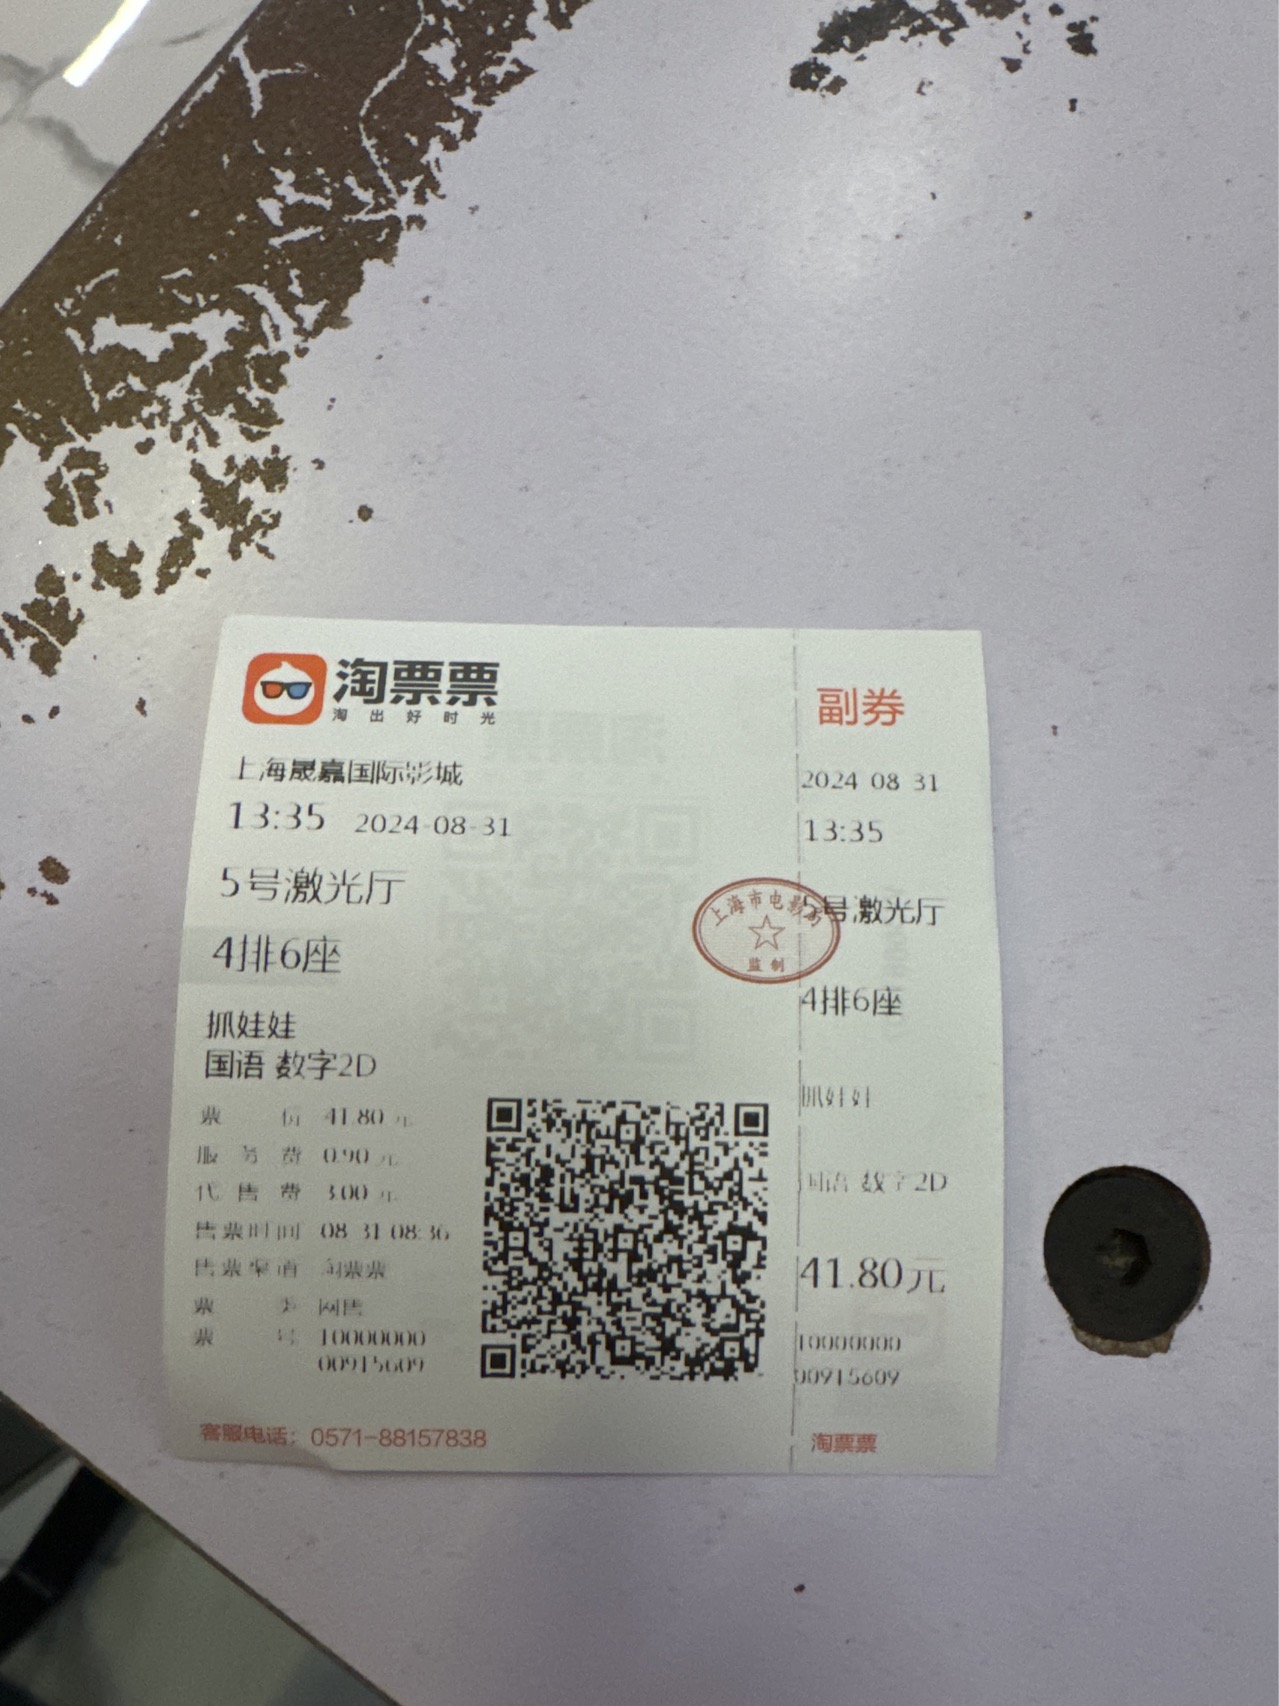 淘票票
淘出好时光
上海晟嘉国际影城
13:35 2024-08-31
5号激光厅
4排6座
抓娃娃
国语 数字2D
票价 41.80 元
服务费 0.90 元
代售费 3.00 元
售票时间 08-31 08:36
售票渠道 淘票票
票类 网售
票号 10000000
00915609
客服电话：0571-88157838
上海市电影局
监制
副券
2024-08-31
13:35
5号激光厅
4排6座
抓娃娃
国语 数字2D
41.80元
10000000
00915609
淘票票